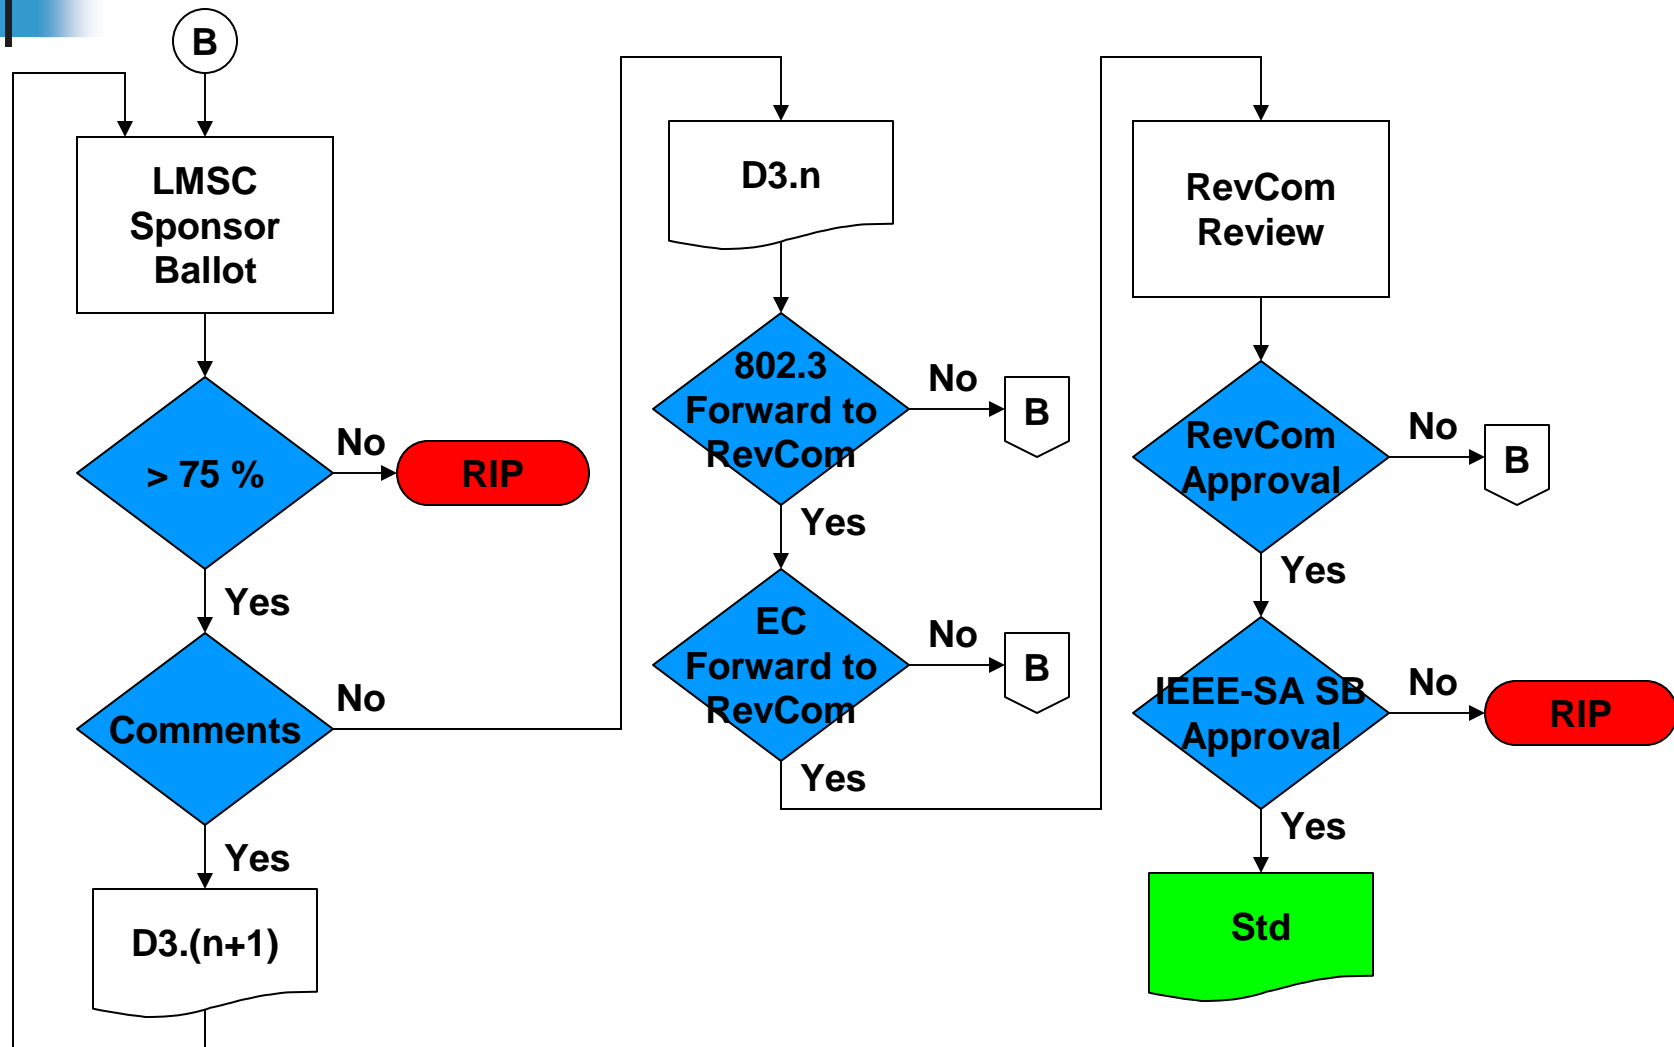 B
LMSC
Sponsor
Ballot
> 75 %
No
RIP
Yes
Comments
No
Yes
D3.(n+1)
D3.n
802.3
Forward to
RevCom
No
B
Yes
EC
Forward to
RevCom
No
B
Yes
RevCom
Review
RevCom
Approval
No
B
Yes
IEEE-SA SB
Approval
No
RIP
Yes
Std